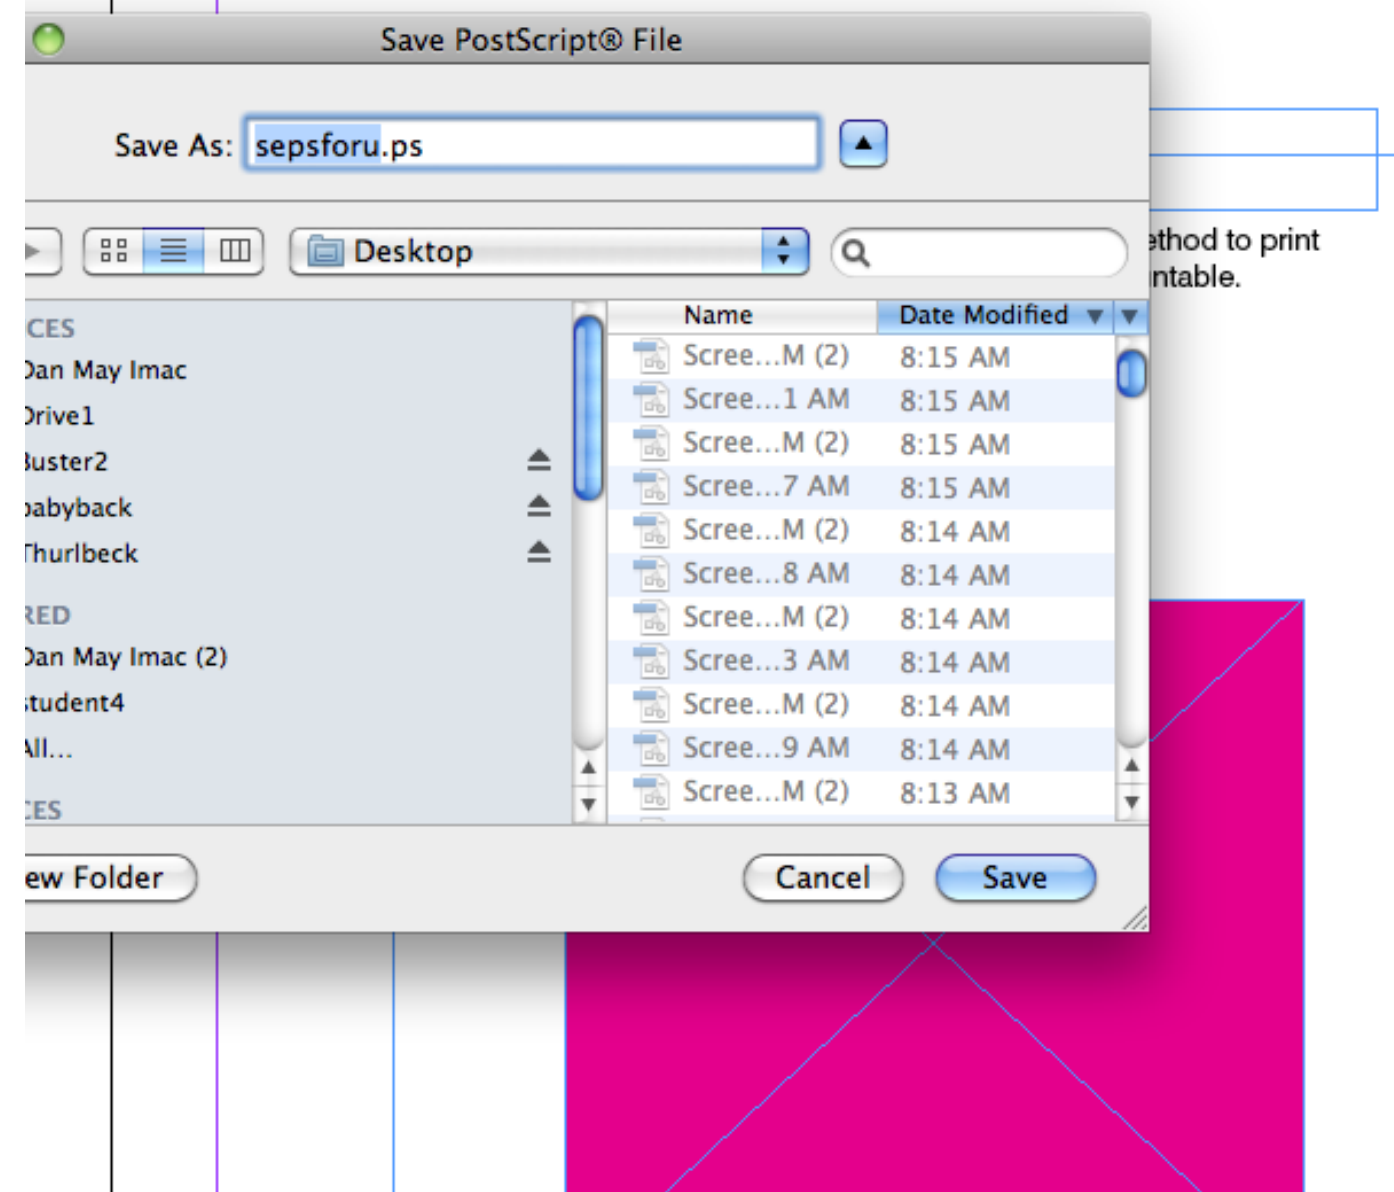 Save PostScript® File
Save As: sepsforu.ps
Desktop
ethod to print
ntable.
CES
Dan May Imac
Drive1
Buster2
babyback
Thurlbeck
RED
Dan May Imac (2)
student4
All...
CES
Name Date Modified
Scree...M (2) 8:15 AM
Scree...1 AM 8:15 AM
Scree...M (2) 8:15 AM
Scree...7 AM 8:15 AM
Scree...M (2) 8:14 AM
Scree...8 AM 8:14 AM
Scree...M (2) 8:14 AM
Scree...3 AM 8:14 AM
Scree...M (2) 8:14 AM
Scree...9 AM 8:14 AM
Scree...M (2) 8:13 AM
ew Folder
Cancel
Save